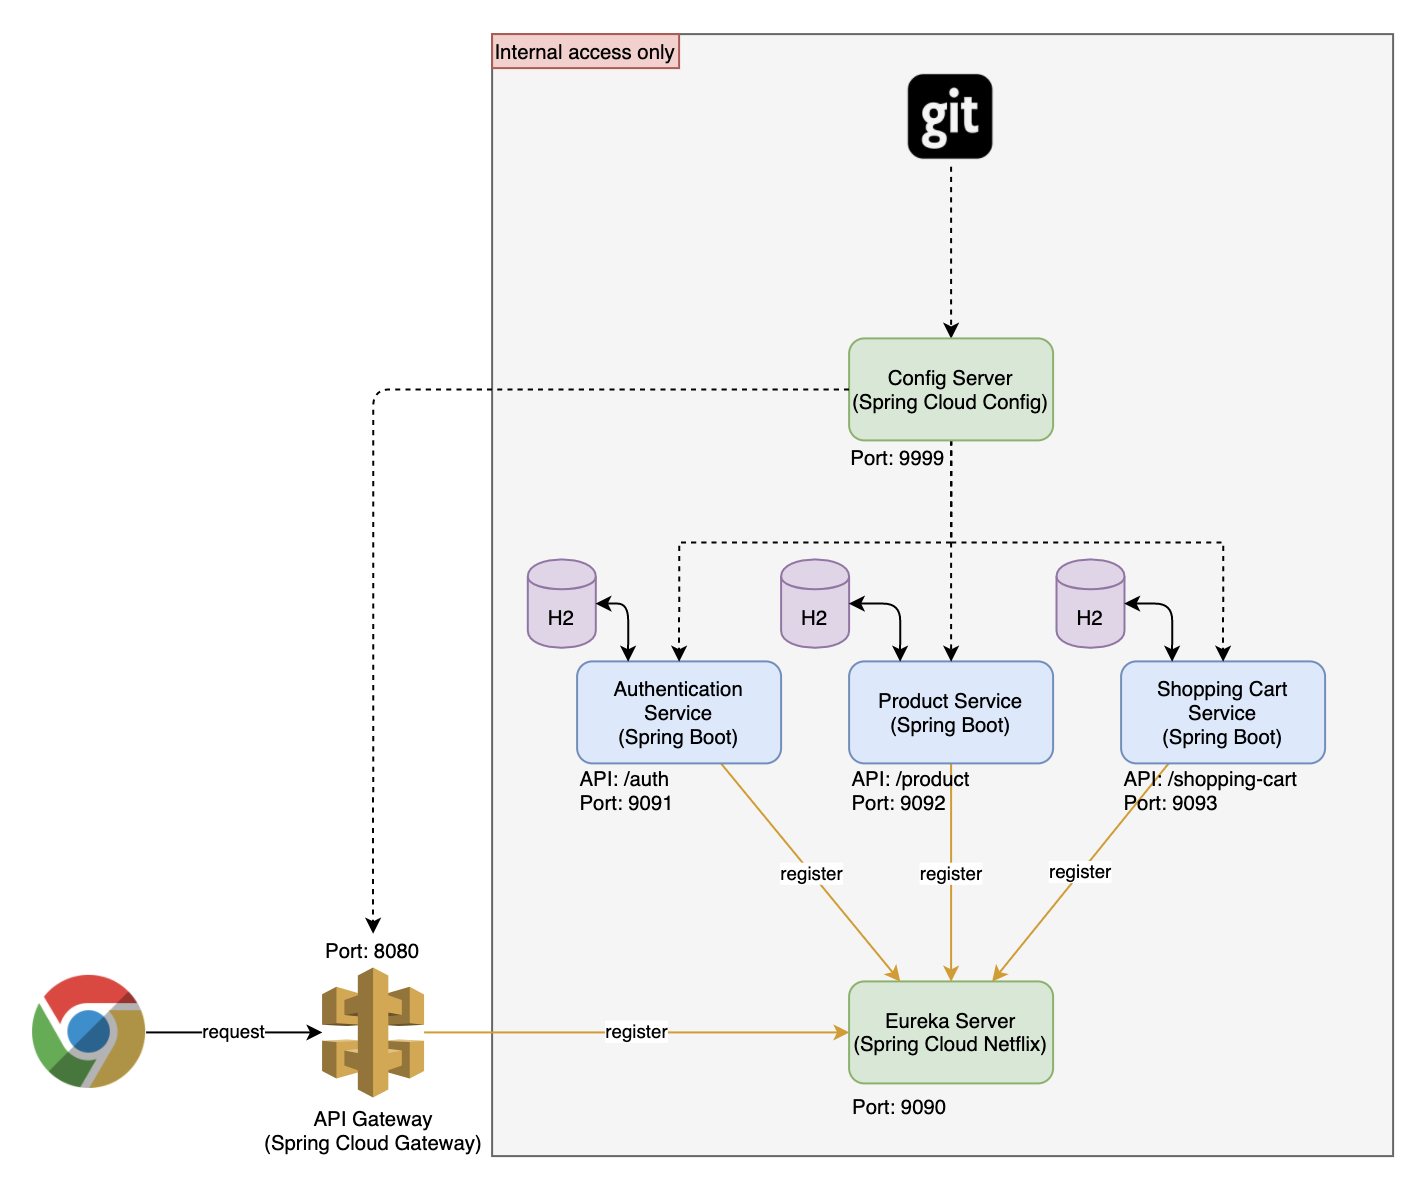 Internal access only
git
Config Server
(Spring Cloud Config)
Port: 9999
H2
H2
H2
Authentication
Service
(Spring Boot)
API: /auth
Port: 9091
Product Service
(Spring Boot)
API: /product
Port: 9092
Shopping Cart
Service
(Spring Boot)
API: /shopping-cart
Port: 9093
register
register
register
Port: 8080
request
API Gateway
(Spring Cloud Gateway)
register
Eureka Server
(Spring Cloud Netflix)
Port: 9090